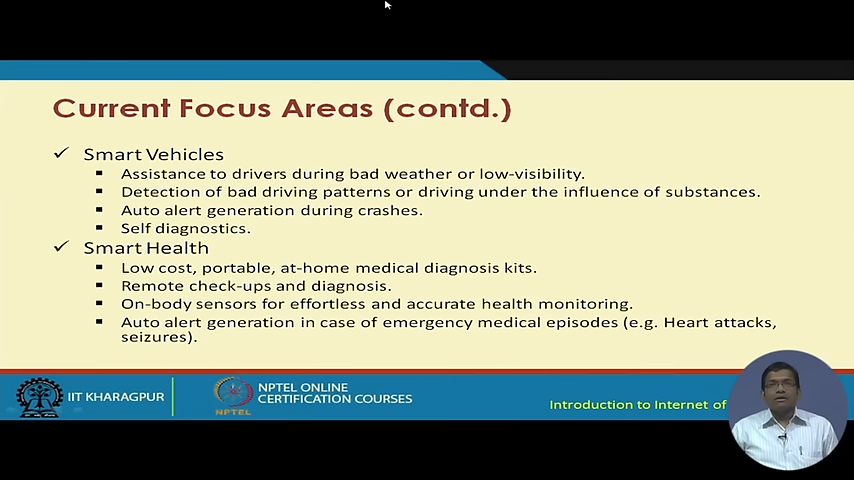 Current Focus Areas (contd.)
✓ Smart Vehicles
▪ Assistance to drivers during bad weather or low-visibility.
▪ Detection of bad driving patterns or driving under the influence of substances.
▪ Auto alert generation during crashes.
▪ Self diagnostics.
✓ Smart Health
▪ Low cost, portable, at-home medical diagnosis kits.
▪ Remote check-ups and diagnosis.
▪ On-body sensors for effortless and accurate health monitoring.
▪ Auto alert generation in case of emergency medical episodes (e.g. Heart attacks,
seizures).
IIT KHARAGPUR
NPTEL
NPTEL ONLINE
CERTIFICATION COURSES
Introduction to Internet of